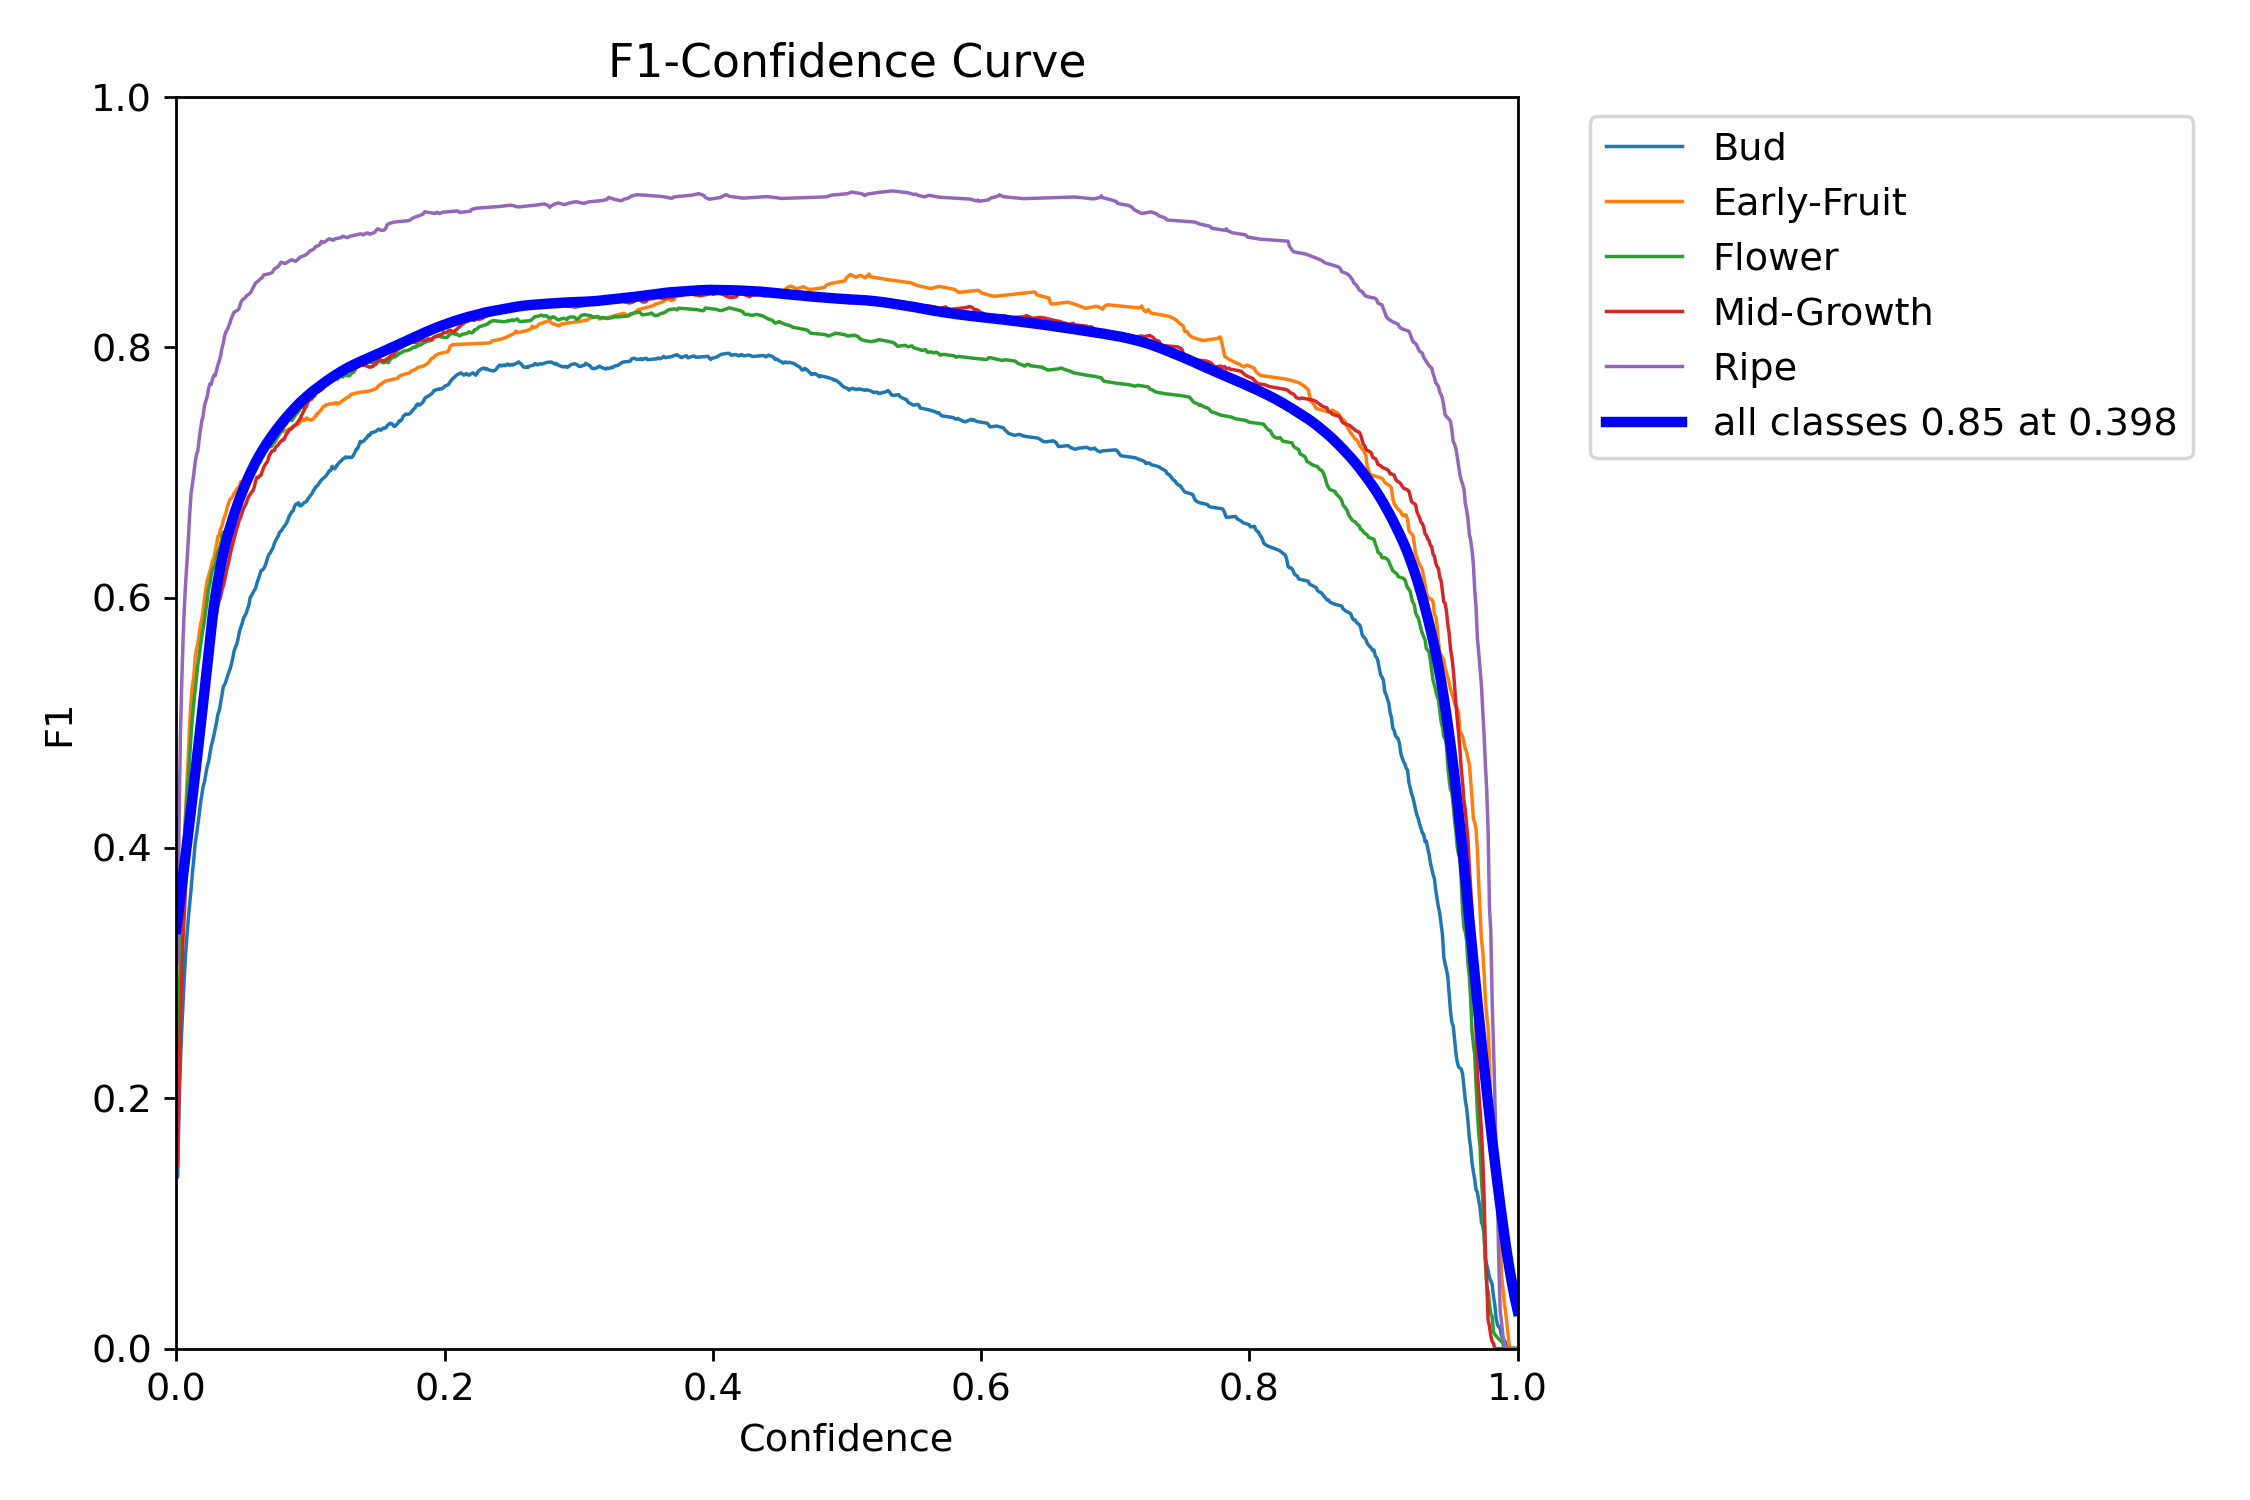 F1-Confidence Curve
1.0
0.8
0.6
0.4
0.2
0.0
F1
0.0 0.2 0.4 0.6 0.8 1.0
Confidence
Bud
Early-Fruit
Flower
Mid-Growth
Ripe
all classes 0.85 at 0.398